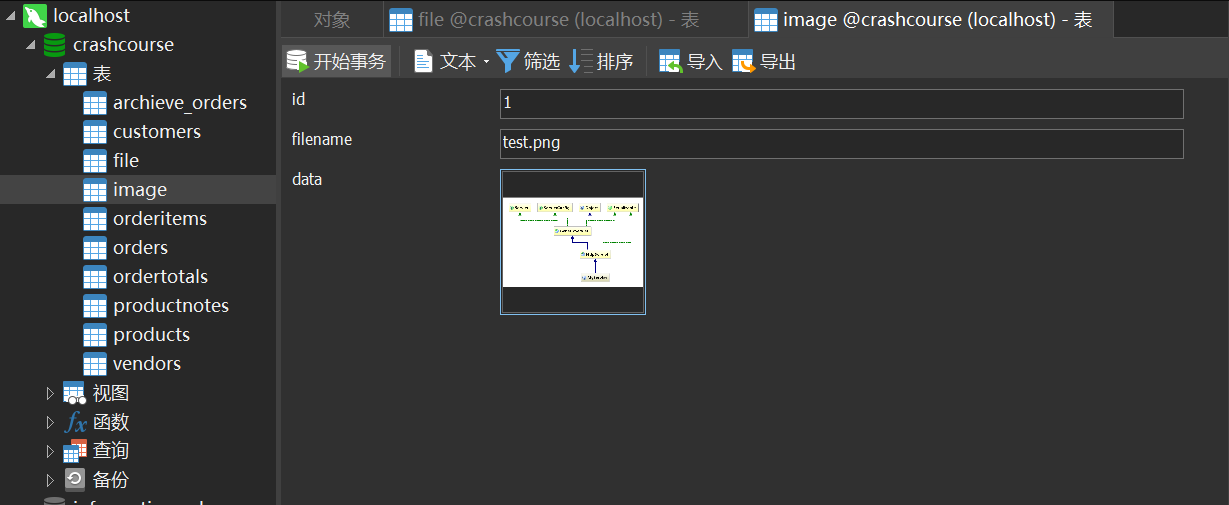 localhost
crashcourse
表
archieve_orders
customers
file
image
orderitems
orders
ordertotals
productnotes
products
vendors
视图
函数
查询
备份
对象
file @crashcourse (localhost) - 表
image @crashcourse (localhost) - 表
开始事务
文本
筛选
排序
导入
导出
id
1
filename
test.png
data